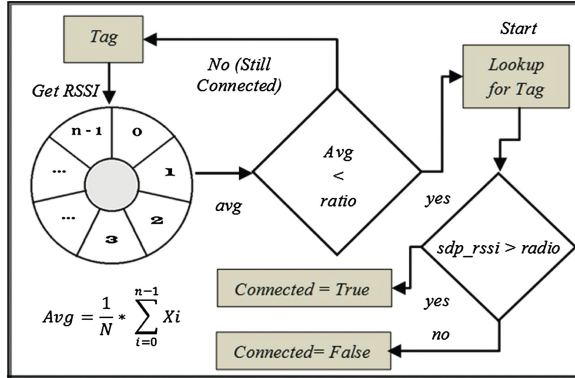 Start
Tag
No (Still
Connected)
Lookup
for Tag
Get RSSI
n - 1
0
1
2
3
...
...
avg
Avg
<
ratio
yes
sdp_rssi > radio
Connected = True
yes
no
Connected= False
Avg = 1/N * ∑ n-1 i=0 Xi